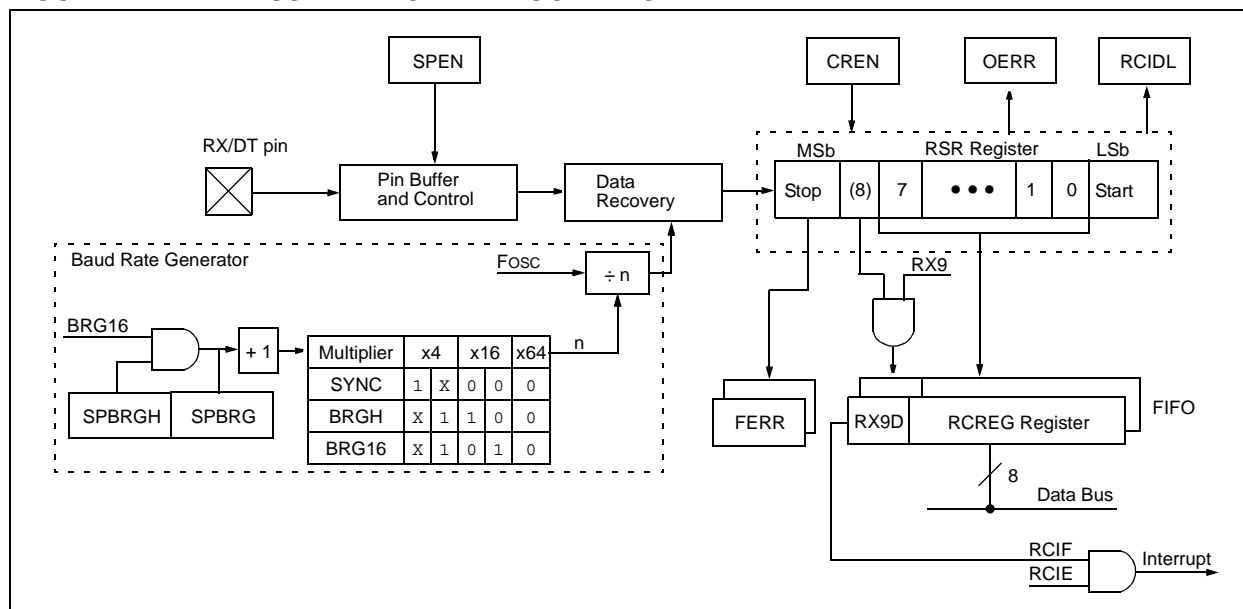 SPEN
CREN
OERR
RCIDL
RX/DT pin
Pin Buffer
and Control
Data
Recovery
MSb
RSR Register
LSb
Stop (8) 7 ••• 1 0 Start
Baud Rate Generator
FOSC
÷ n
RX9
BRG16
+ 1
n
Multiplier x4 x16 x64
SYNC 1 X 0 0 0
BRGH X 1 1 0 0
BRG16 X 1 0 1 0
SPBRGH SPBRG
FERR
RX9D RCREG Register
FIFO
8
Data Bus
RCIF
RCIE
Interrupt